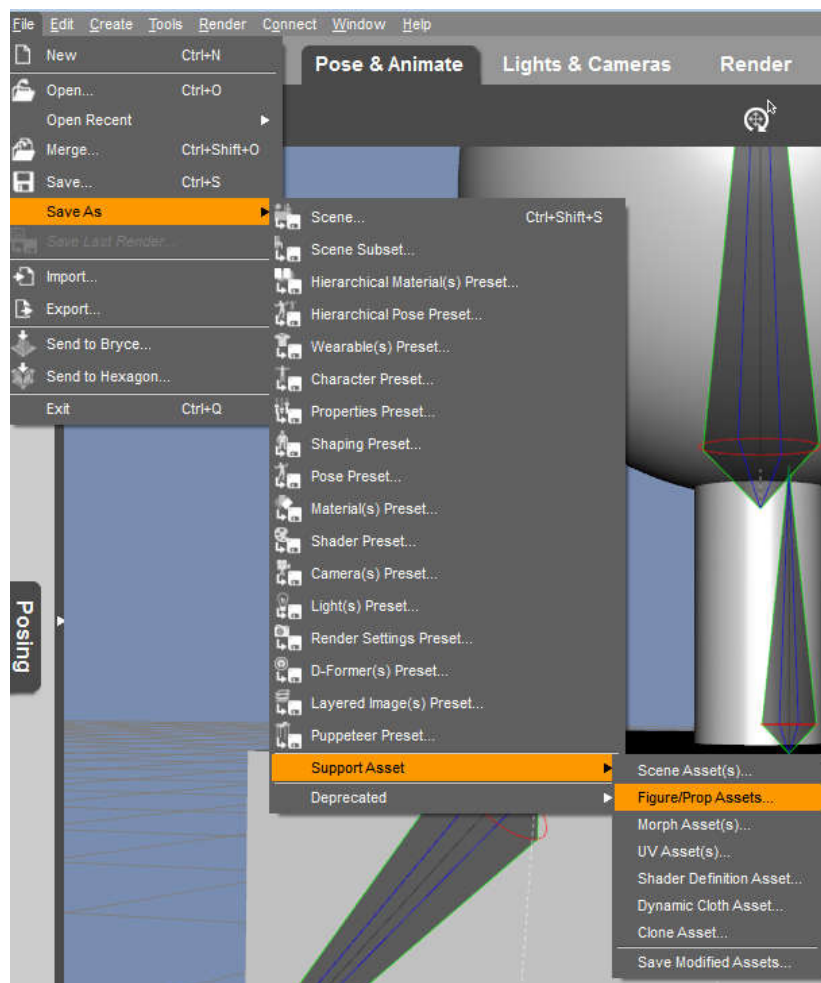 File Edit Create Tools Render Connect Window Help
New Ctrl+N
Open... Ctrl+O
Open Recent
Merge... Ctrl+Shift+O
Save... Ctrl+S
Save As
Save Last Render...
Import...
Export...
Send to Bryce...
Send to Hexagon...
Exit Ctrl+Q
Pose & Animate Lights & Cameras Render
Scene... Ctrl+Shift+S
Scene Subset...
Hierarchical Material(s) Preset...
Hierarchical Pose Preset...
Wearable(s) Preset...
Character Preset...
Properties Preset...
Shaping Preset...
Pose Preset...
Material(s) Preset...
Shader Preset...
Camera(s) Preset...
Light(s) Preset...
Render Settings Preset...
D-Former(s) Preset...
Layered Image(s) Preset...
Puppeteer Preset...
Support Asset
Deprecated
Scene Asset(s)...
Figure/Prop Assets...
Morph Asset(s)...
UV Asset(s)...
Shader Definition Asset...
Dynamic Cloth Asset...
Clone Asset...
Save Modified Assets...
Posing